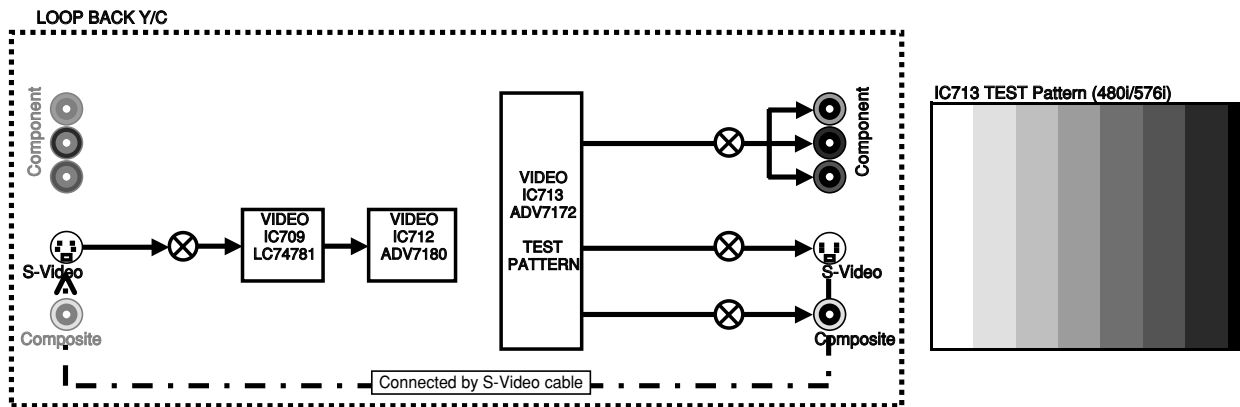 LOOP BACK Y/C
Component
S-Video
Composite
VIDEO
IC709
LC74781
VIDEO
IC712
ADV7180
VIDEO
IC713
ADV7172
TEST
PATTERN
Component
S-Video
Composite
Connected by S-Video cable
IC713 TEST Pattern (480i/576i)